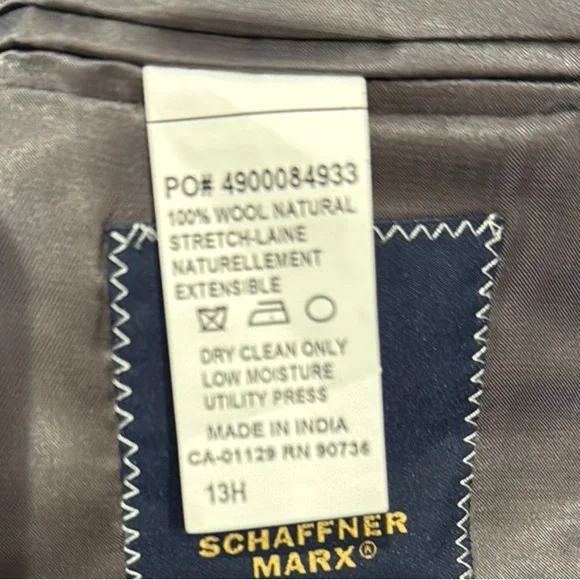 PO# 4900084933
100% WOOL NATURAL
STRETCH-LAINE
NATURELLEMENT
EXTENSIBLE
DRY CLEAN ONLY
LOW MOISTURE
UTILITY PRESS
MADE IN INDIA
CA-01129 RN 90736
13H
SCHAFFNER
MARX®